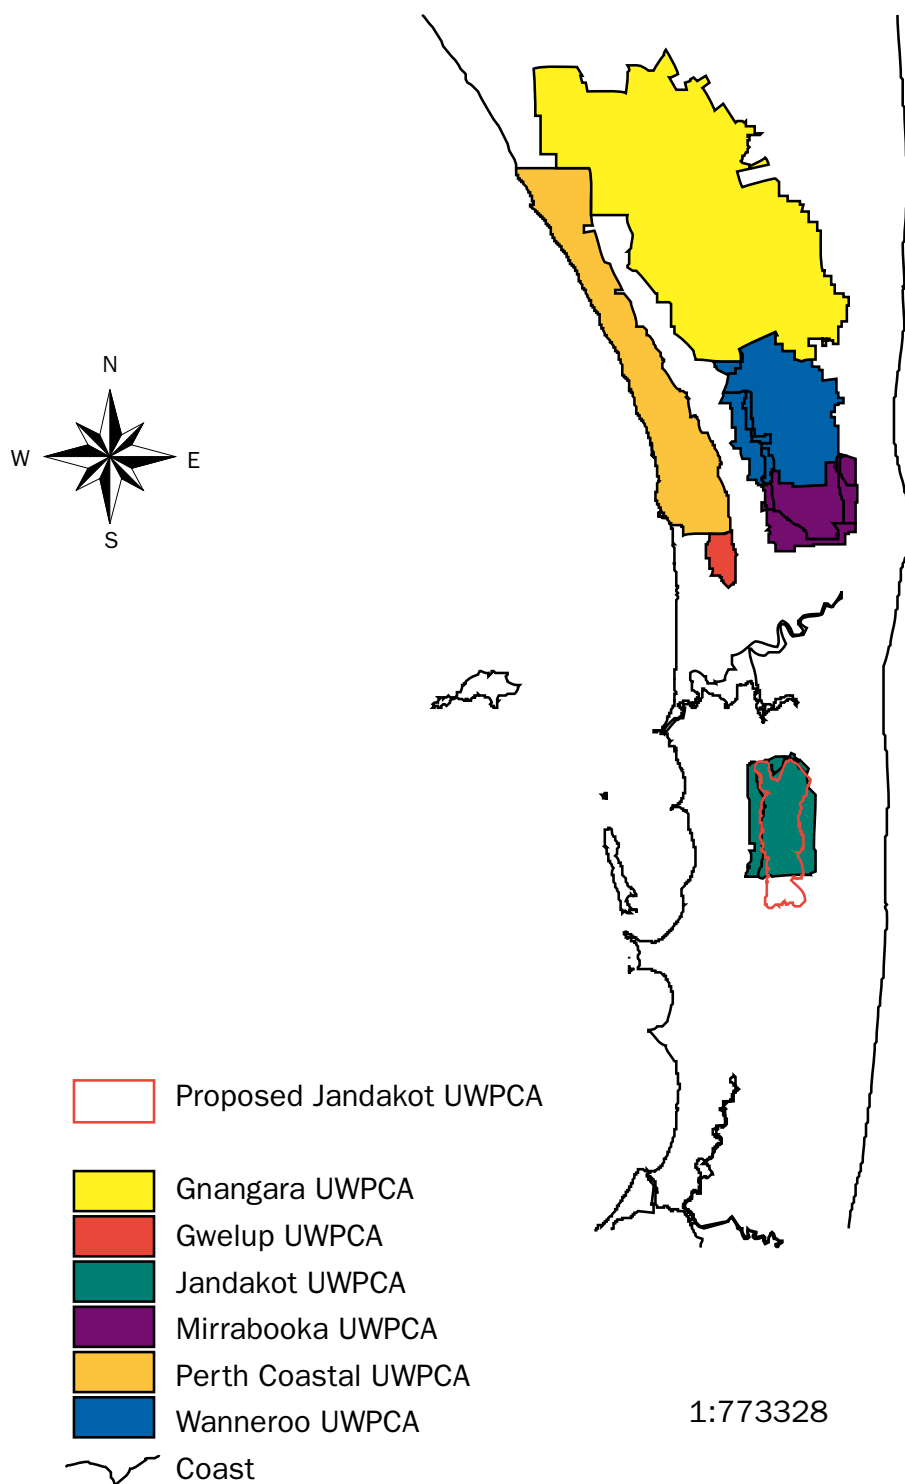 N
W
E
S
Proposed Jandakot UWPCA
Gnangara UWPCA
Gwelup UWPCA
Jandakot UWPCA
Mirrabooka UWPCA
Perth Coastal UWPCA
Wanneroo UWPCA
1:773328
Coast